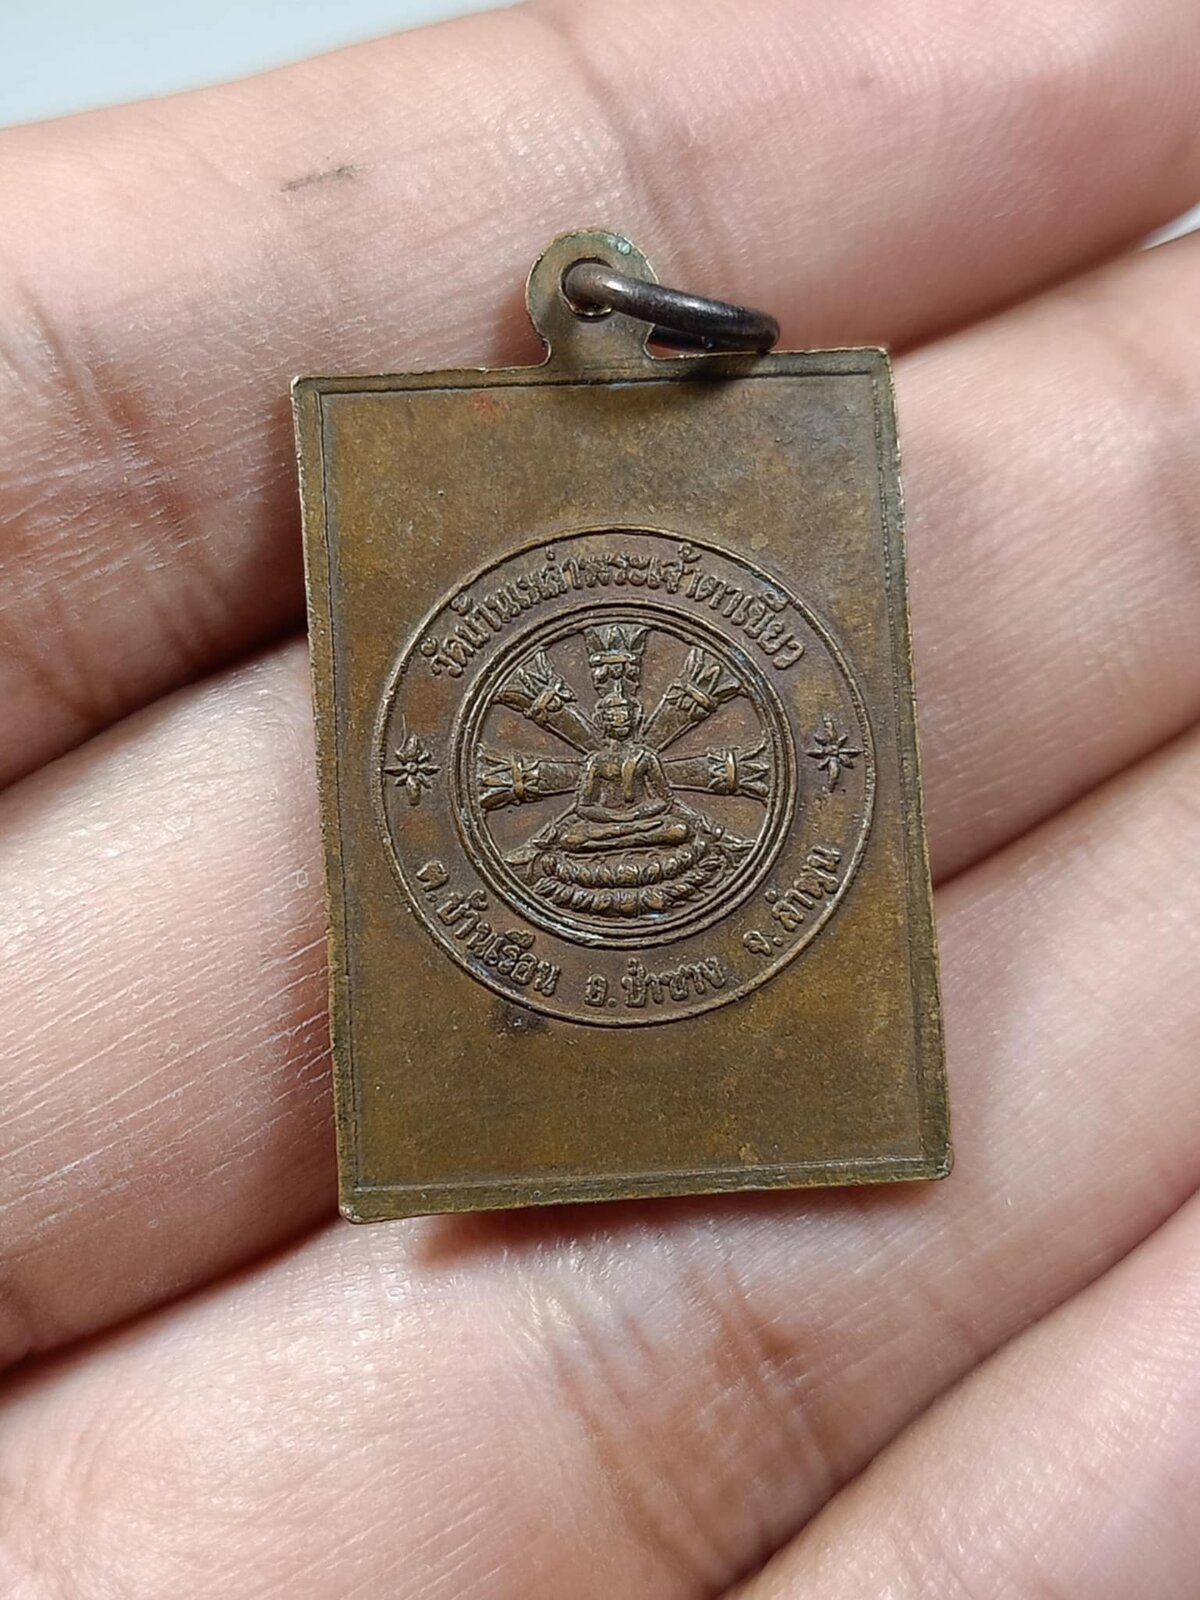 วัดบ้านเหล่าพระเจ้าตาเขียว
ต. บ้านเรือน อ. ป่าซาง จ. ลำพูน